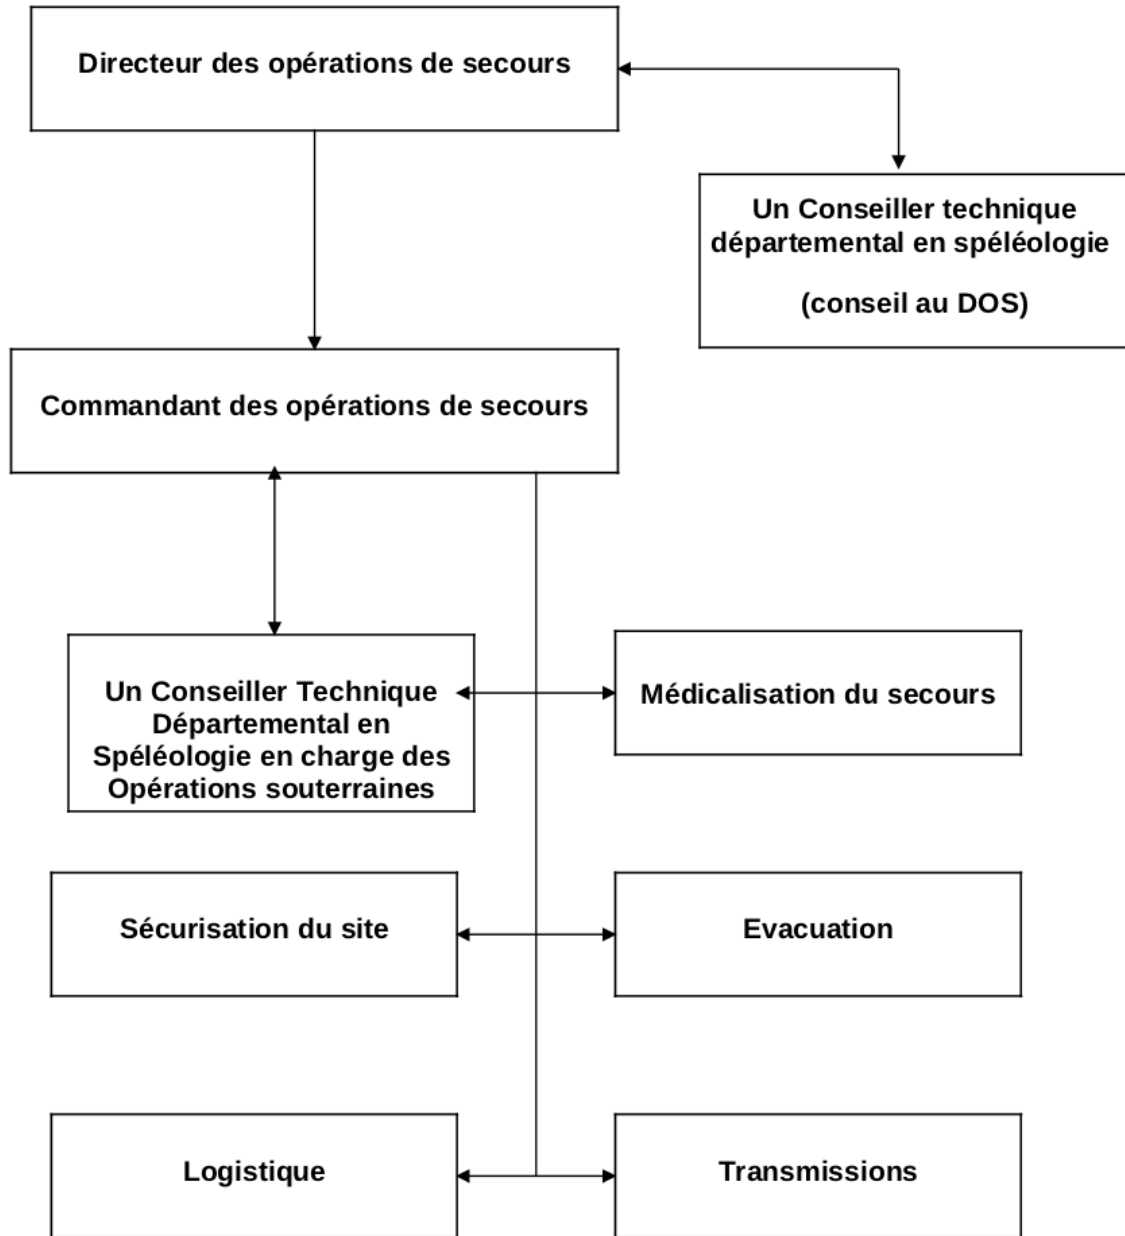 Directeur des opérations de secours
Un Conseiller technique
départemental en spéléologie
(conseil au DOS)
Commandant des opérations de secours
Un Conseiller Technique
Départemental en
Spéléologie en charge des
Opérations souterraines
Médicalisation du secours
Sécurisation du site
Evacuation
Logistique
Transmissions